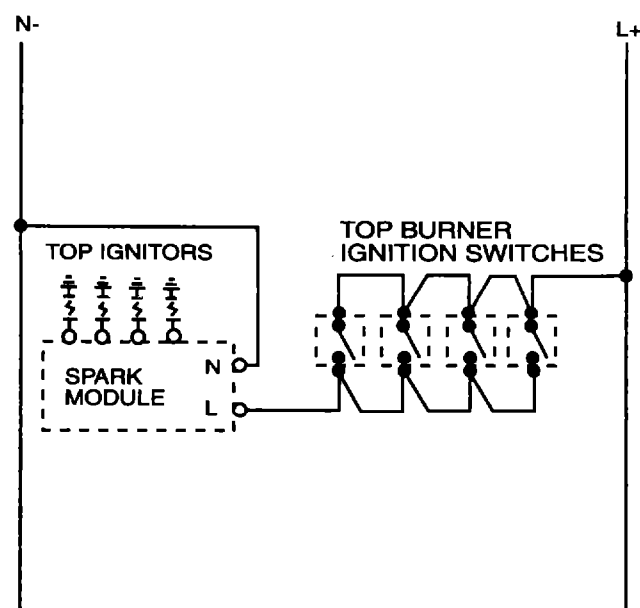 N-
L+
TOP IGNITORS
TOP BURNER
IGNITION SWITCHES
SPARK
MODULE
N
L